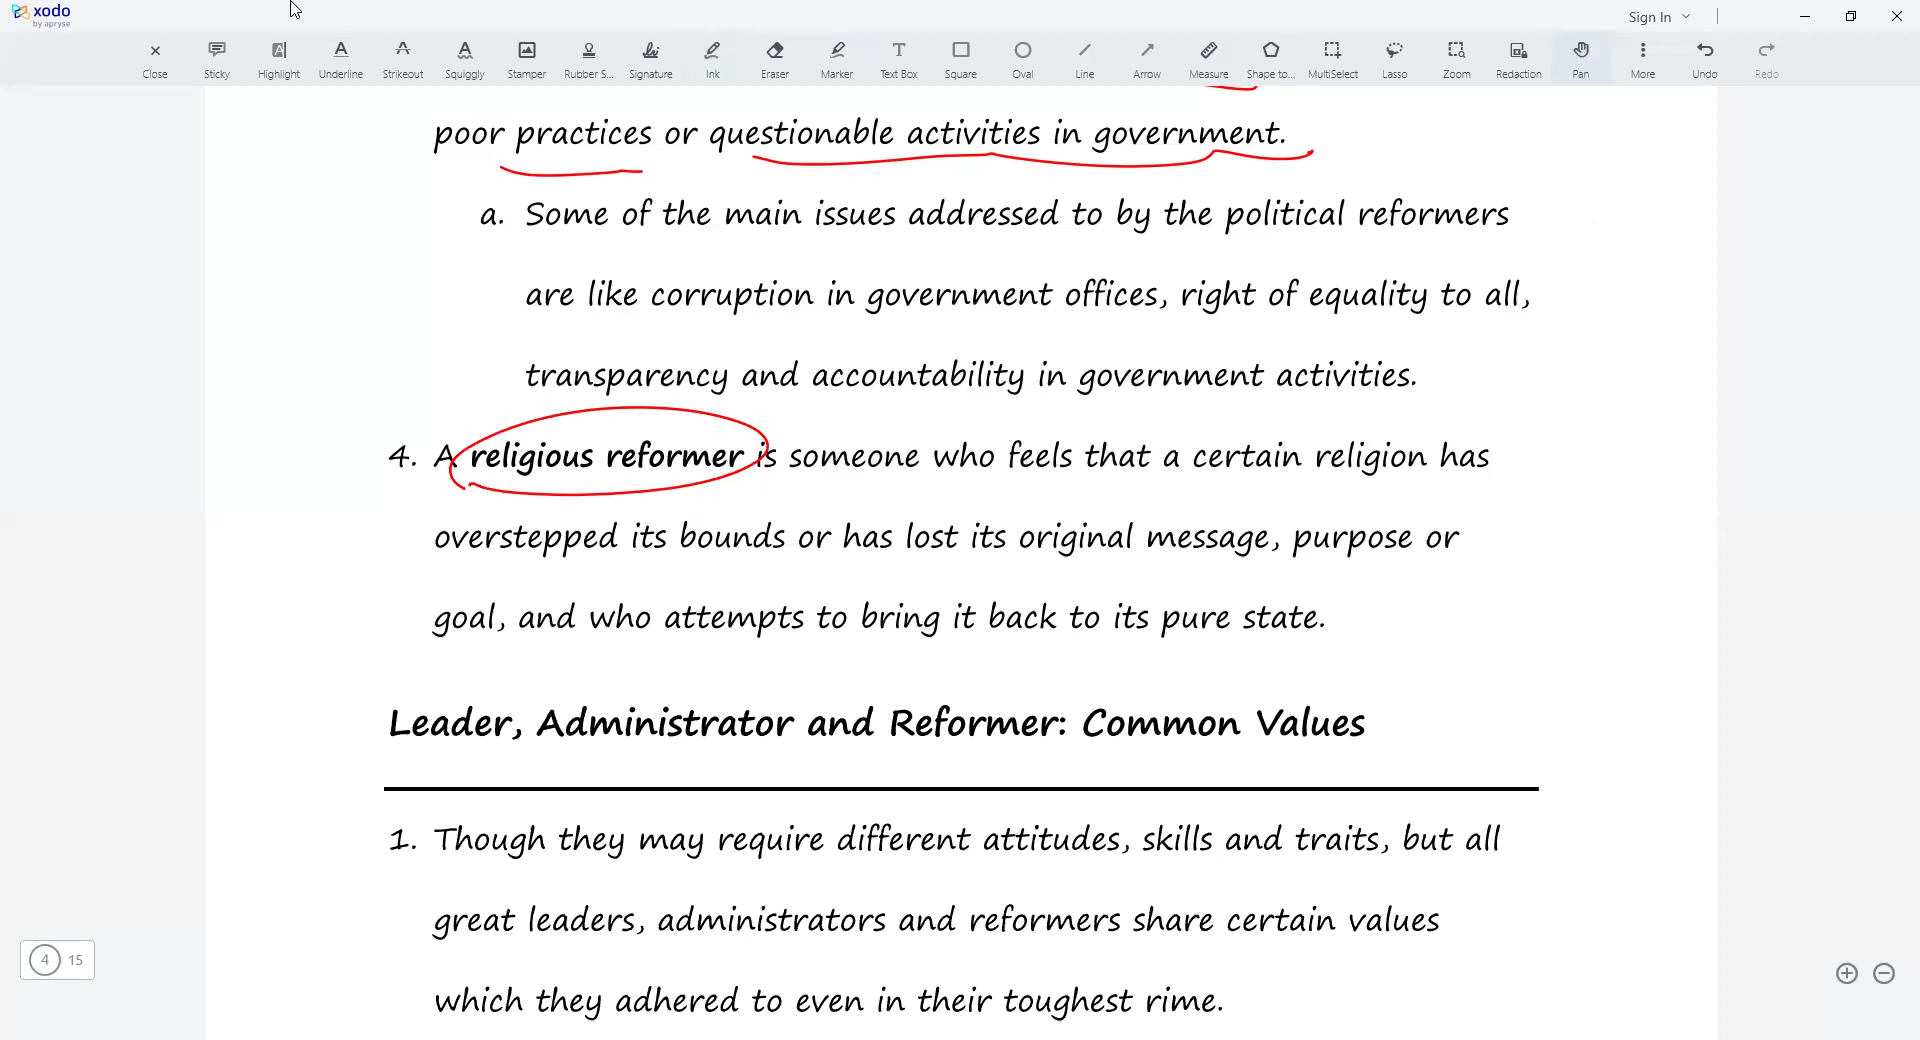 xodo
by apryse
Sign In
Close
Sticky
Highlight
Underline
Strikeout
Squiggly
Stamper
Rubber S...
Signature
Ink
Eraser
Marker
Text Box
Square
Oval
Line
Arrow
Measure
Shape to...
MultiSelect
Lasso
Zoom
Redaction
Pan
More
Undo
Redo
poor practices or questionable activities in government.
a. Some of the main issues addressed to by the political reformers
are like corruption in government offices, right of equality to all,
transparency and accountability in government activities.
4. A religious reformer is someone who feels that a certain religion has
overstepped its bounds or has lost its original message, purpose or
goal, and who attempts to bring it back to its pure state.
Leader, Administrator and Reformer: Common Values
1. Though they may require different attitudes, skills and traits, but all
great leaders, administrators and reformers share certain values
which they adhered to even in their toughest rime.
4 15